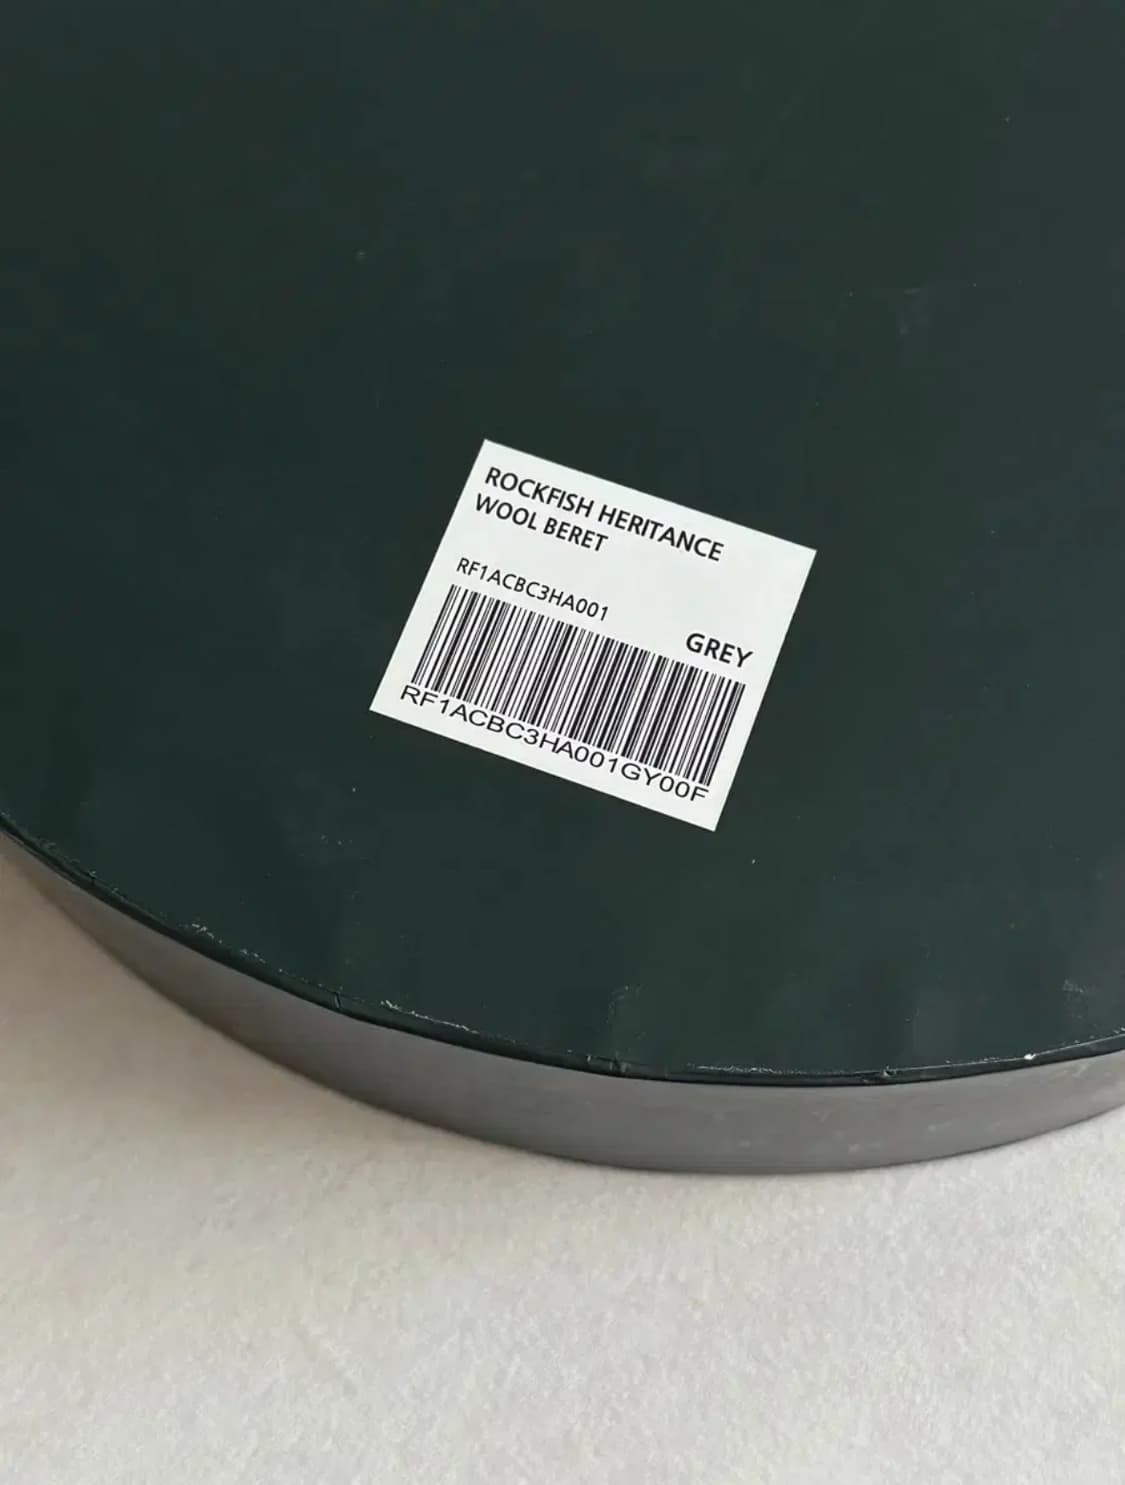 ROCKFISH HERITANCE
WOOL BERET
RF1ACBC3HA001
GREY
RF1ACBC3HA001GY00F